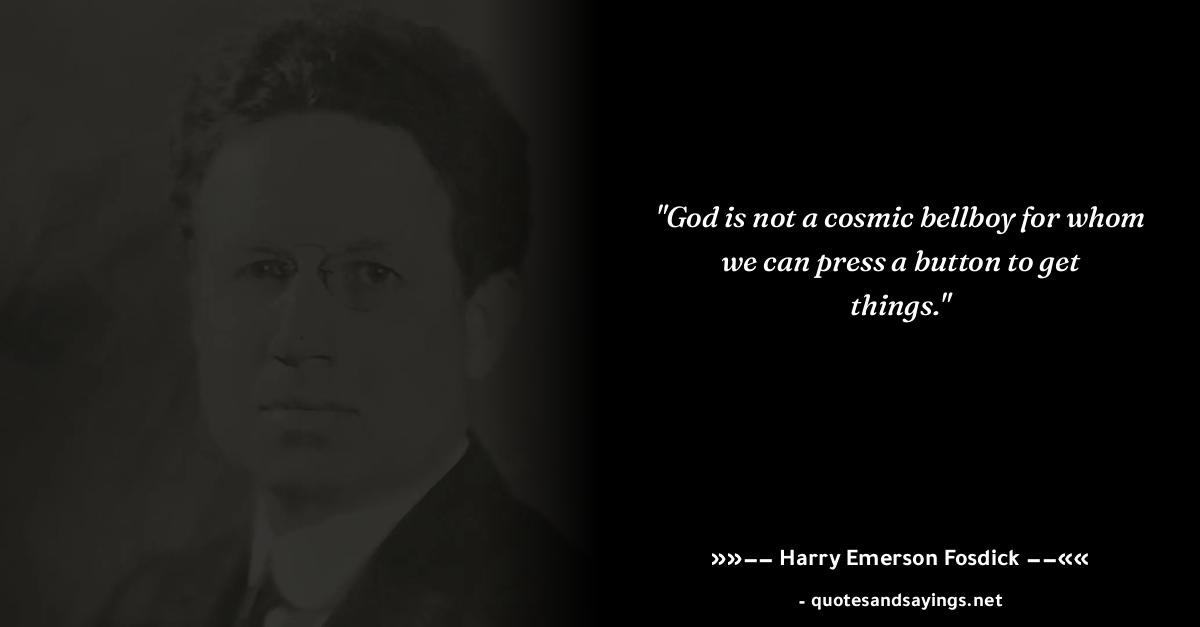 "God is not a cosmic bellboy for whom
we can press a button to get
things."
»»−− Harry Emerson Fosdick −−««
- quotesandsayings.net